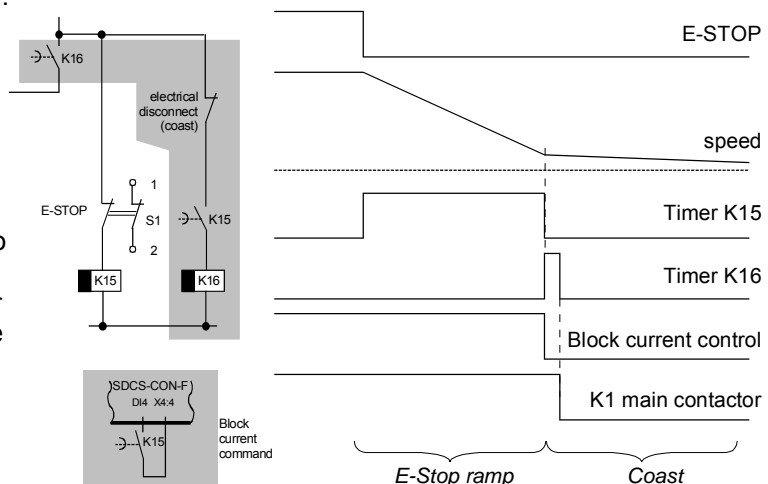 K16
electrical
disconnect
(coast)
1
E-STOP
S1
K15
2
K15
K16
SDCS-CON-F
DI4 X4:4
K15
Block
current
command
E-STOP
speed
Timer K15
Timer K16
Block current control
K1 main contactor
E-Stop ramp
Coast